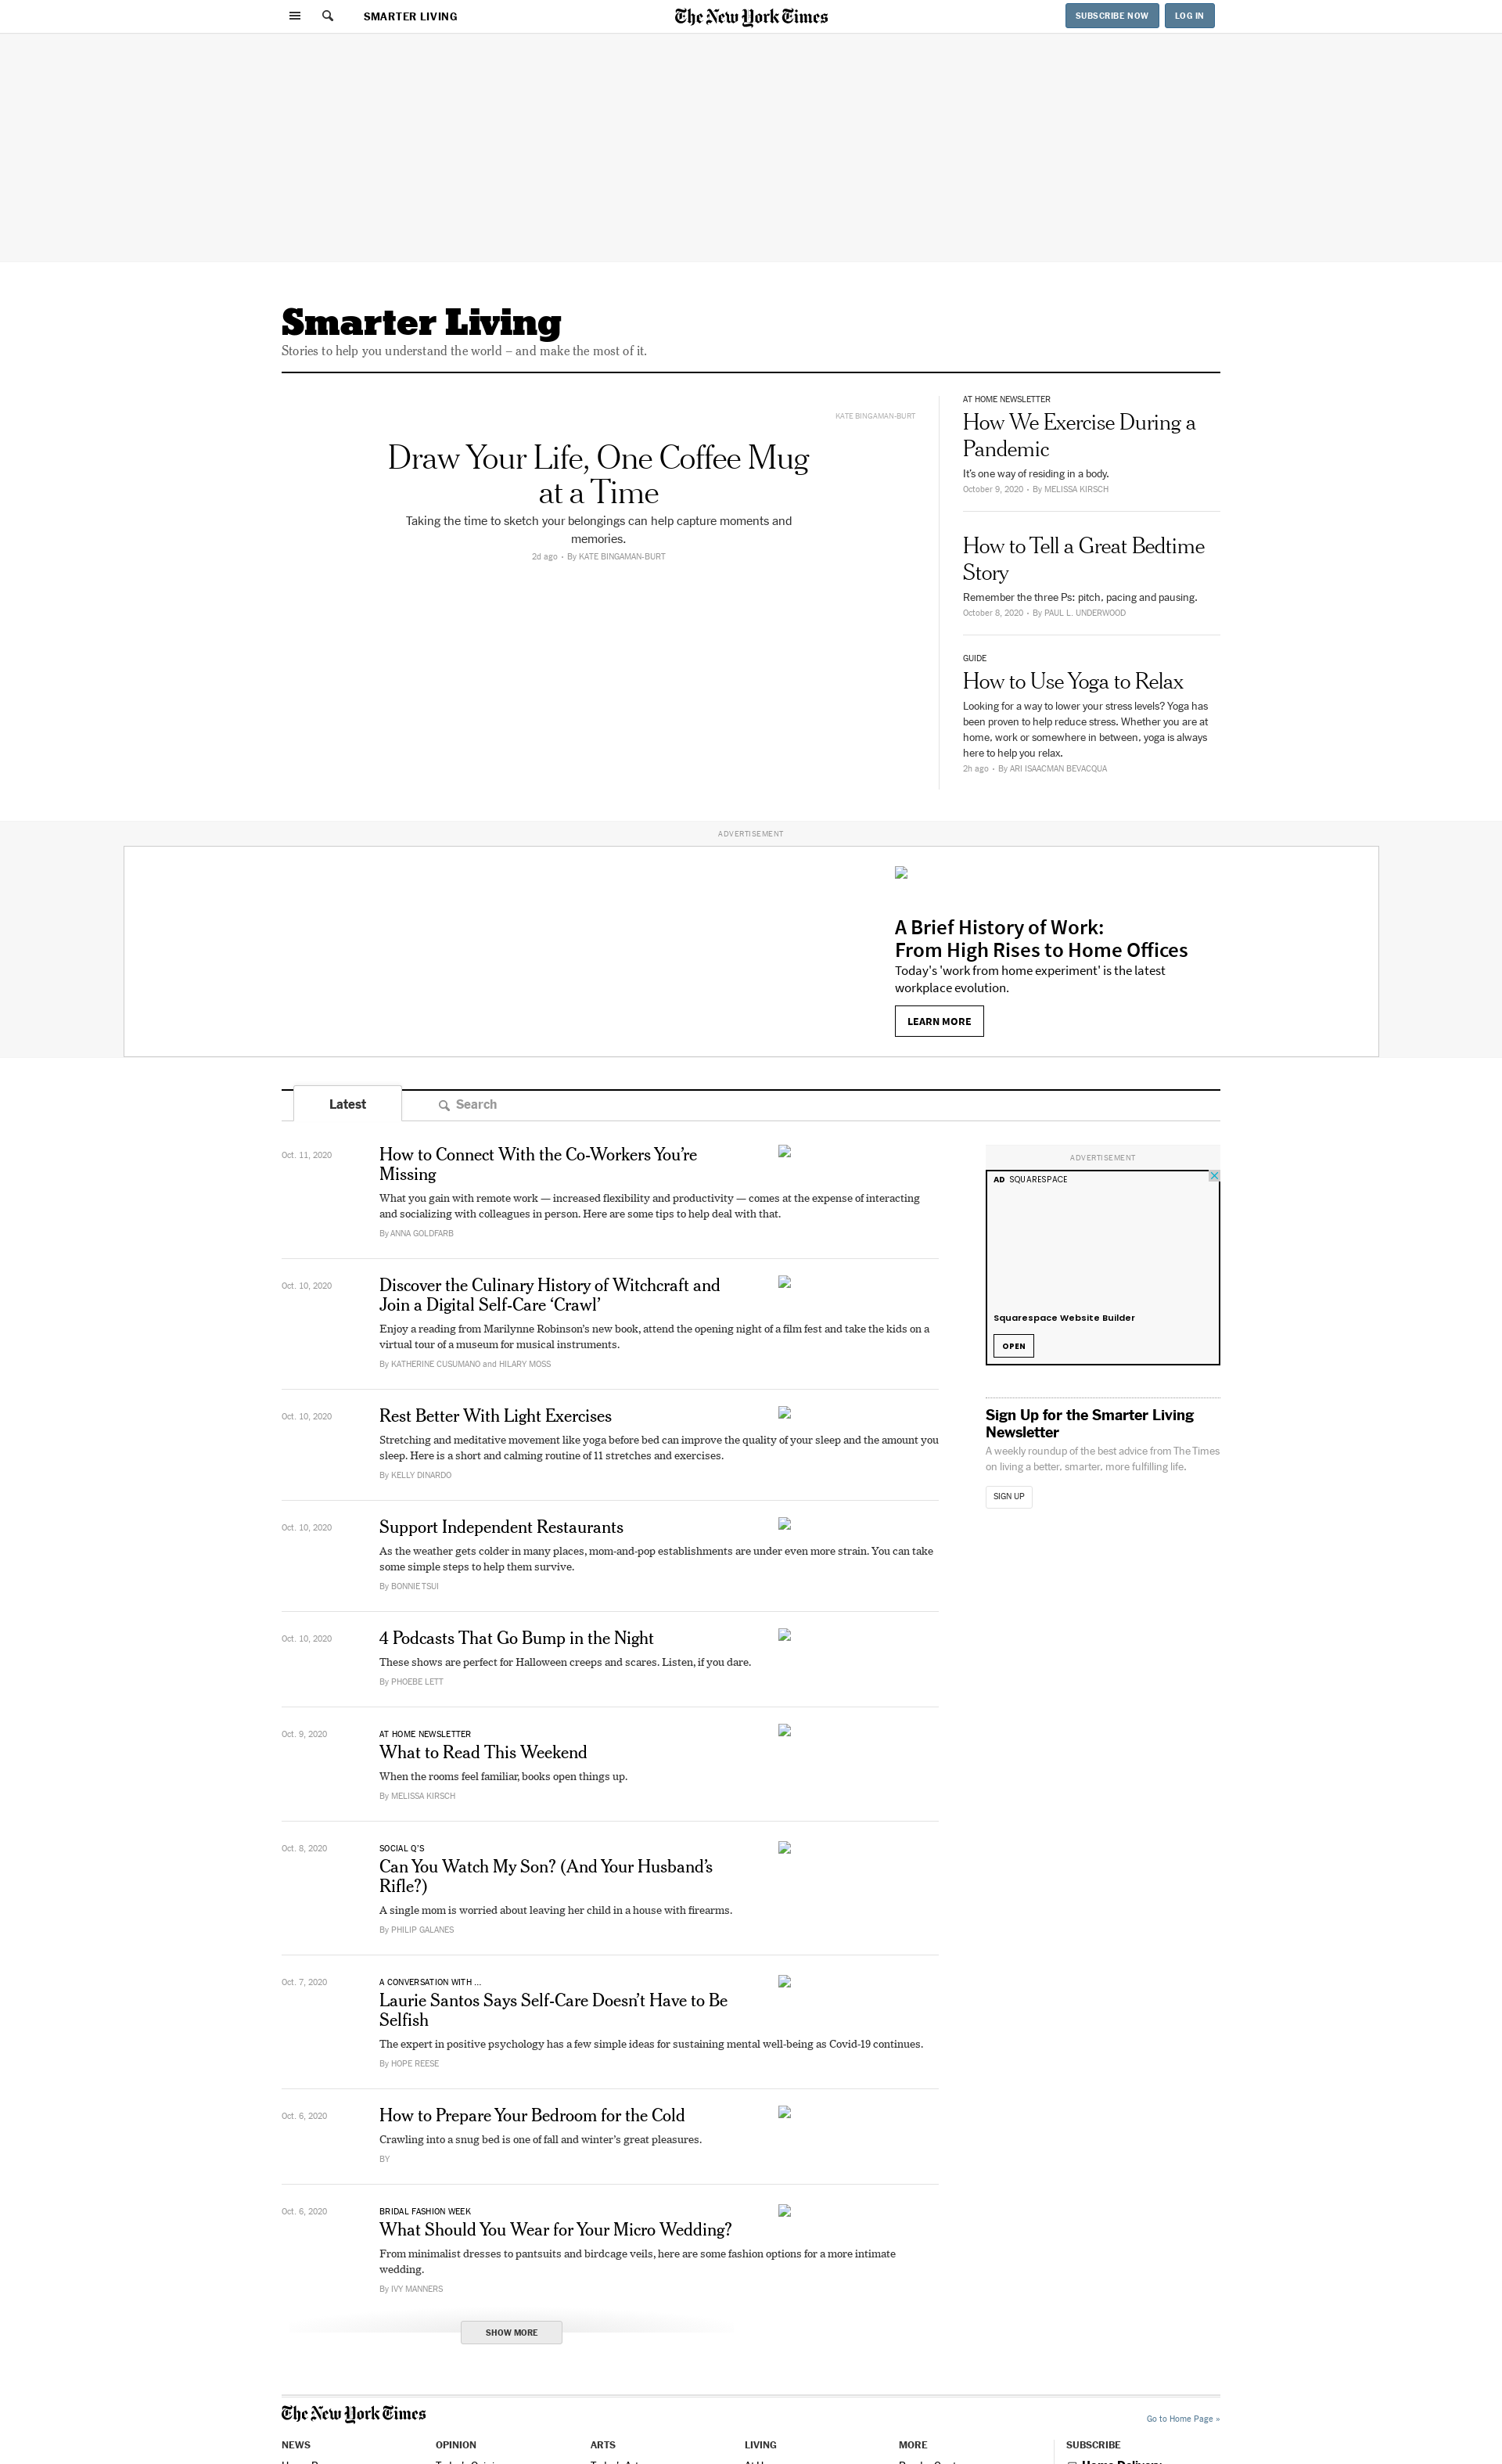 SMARTER LIVING
The New York Times
SUBSCRIBE NOW
LOG IN
Smarter Living
Stories to help you understand the world – and make the most of it.
KATE BINGAMAN-BURT
Draw Your Life, One Coffee Mug
at a Time
Taking the time to sketch your belongings can help capture moments and
memories.
2d ago • By KATE BINGAMAN-BURT
AT HOME NEWSLETTER
How We Exercise During a
Pandemic
It's one way of residing in a body.
October 9, 2020 • By MELISSA KIRSCH
How to Tell a Great Bedtime
Story
Remember the three Ps: pitch, pacing and pausing.
October 8, 2020 • By PAUL L. UNDERWOOD
GUIDE
How to Use Yoga to Relax
Looking for a way to lower your stress levels? Yoga has
been proven to help reduce stress. Whether you are at
home, work or somewhere in between, yoga is always
here to help you relax.
2h ago • By ARI ISAACMAN BEVACQUA
ADVERTISEMENT
A Brief History of Work:
From High Rises to Home Offices
Today's 'work from home experiment' is the latest
workplace evolution.
LEARN MORE
Latest
Search
Oct. 11, 2020
How to Connect With the Co-Workers You’re
Missing
What you gain with remote work — increased flexibility and productivity — comes at the expense of interacting
and socializing with colleagues in person. Here are some tips to help deal with that.
By ANNA GOLDFARB
Oct. 10, 2020
Discover the Culinary History of Witchcraft and
Join a Digital Self-Care ‘Crawl’
Enjoy a reading from Marilynne Robinson’s new book, attend the opening night of a film fest and take the kids on a
virtual tour of a museum for musical instruments.
By KATHERINE CUSUMANO and HILARY MOSS
Oct. 10, 2020
Rest Better With Light Exercises
Stretching and meditative movement like yoga before bed can improve the quality of your sleep and the amount you
sleep. Here is a short and calming routine of 11 stretches and exercises.
By KELLY DINARDO
Oct. 10, 2020
Support Independent Restaurants
As the weather gets colder in many places, mom-and-pop establishments are under even more strain. You can take
some simple steps to help them survive.
By BONNIE TSUI
Oct. 10, 2020
4 Podcasts That Go Bump in the Night
These shows are perfect for Halloween creeps and scares. Listen, if you dare.
By PHOEBE LETT
Oct. 9, 2020
AT HOME NEWSLETTER
What to Read This Weekend
When the rooms feel familiar, books open things up.
By MELISSA KIRSCH
Oct. 8, 2020
SOCIAL Q’S
Can You Watch My Son? (And Your Husband’s
Rifle?)
A single mom is worried about leaving her child in a house with firearms.
By PHILIP GALANES
Oct. 7, 2020
A CONVERSATION WITH ...
Laurie Santos Says Self-Care Doesn’t Have to Be
Selfish
The expert in positive psychology has a few simple ideas for sustaining mental well-being as Covid-19 continues.
By HOPE REESE
Oct. 6, 2020
How to Prepare Your Bedroom for the Cold
Crawling into a snug bed is one of fall and winter’s great pleasures.
BY
Oct. 6, 2020
BRIDAL FASHION WEEK
What Should You Wear for Your Micro Wedding?
From minimalist dresses to pantsuits and birdcage veils, here are some fashion options for a more intimate
wedding.
By IVY MANNERS
SHOW MORE
ADVERTISEMENT
AD SQUARESPACE
Squarespace Website Builder
OPEN
Sign Up for the Smarter Living
Newsletter
A weekly roundup of the best advice from The Times
on living a better, smarter, more fulfilling life.
SIGN UP
The New York Times
Go to Home Page »
NEWS
OPINION
ARTS
LIVING
MORE
SUBSCRIBE